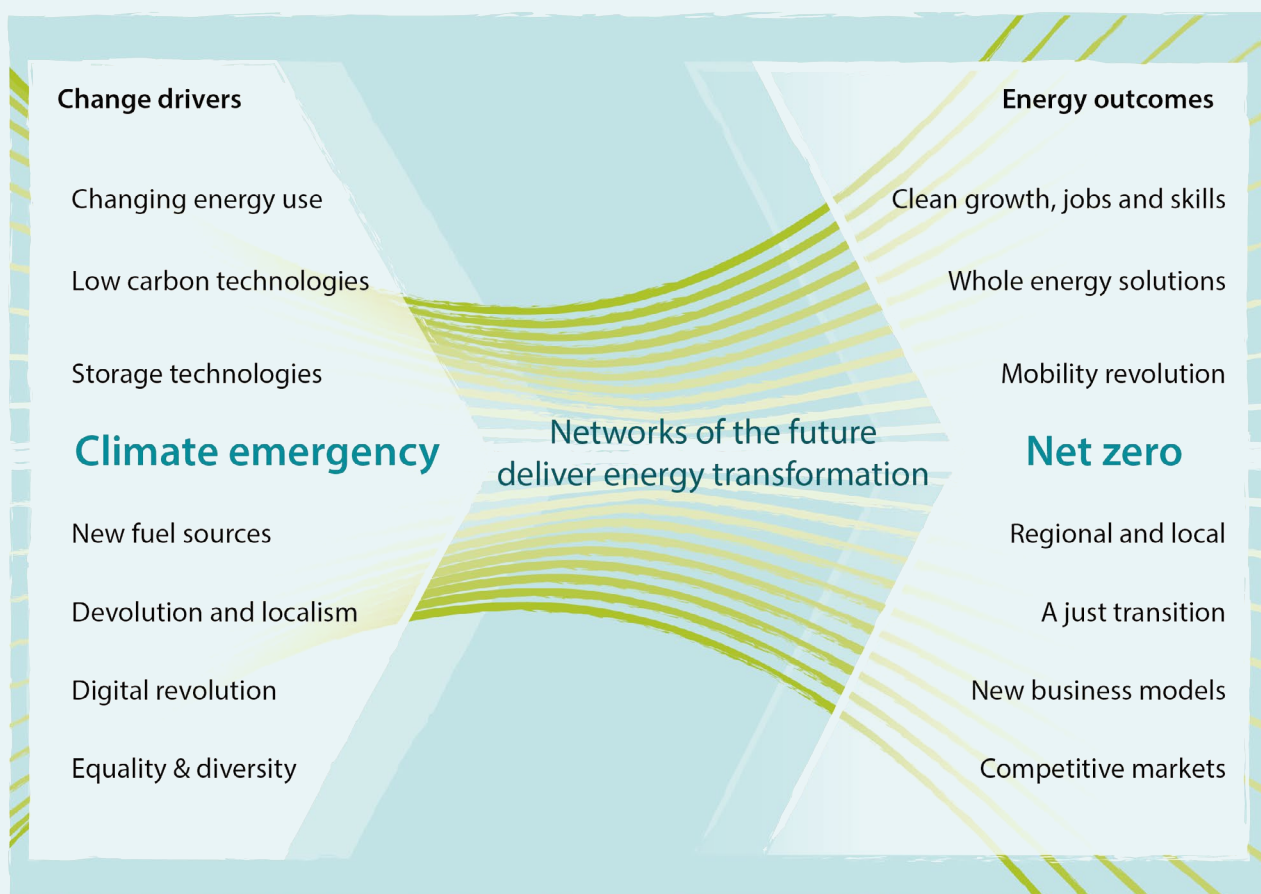 Change drivers
Changing energy use
Low carbon technologies
Storage technologies
Climate emergency
New fuel sources
Devolution and localism
Digital revolution
Equality & diversity
Networks of the future
deliver energy transformation
Energy outcomes
Clean growth, jobs and skills
Whole energy solutions
Mobility revolution
Net zero
Regional and local
A just transition
New business models
Competitive markets